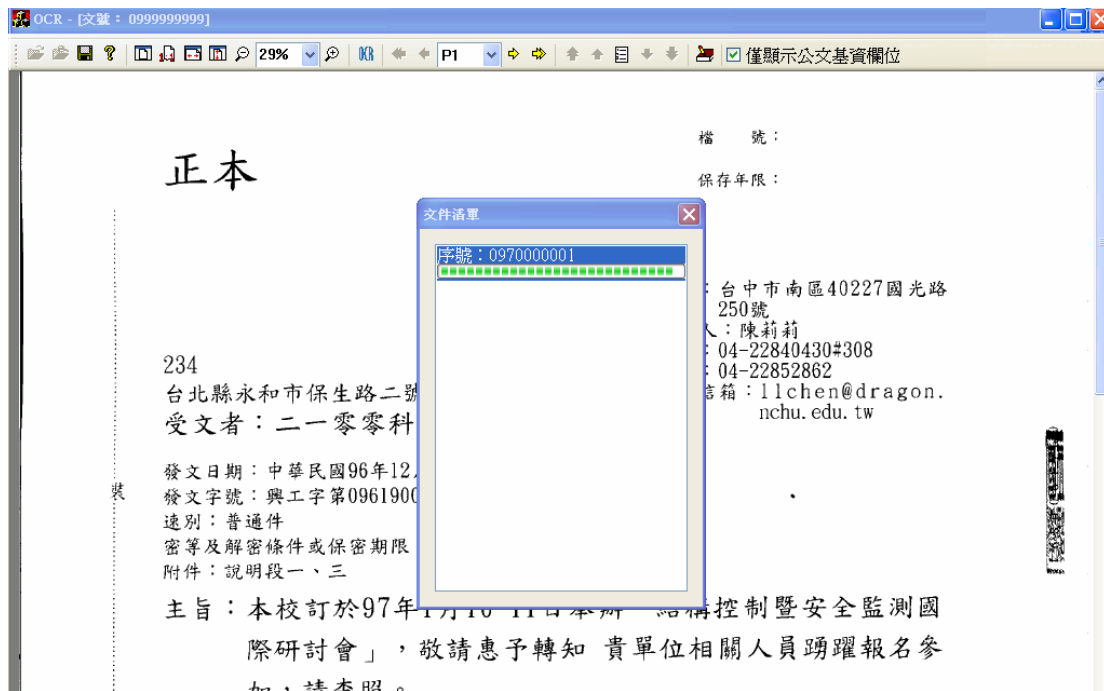 OCR - [文號： 0999999999]
29% P1 僅顯示公文基資欄位
檔 號：
正本
保存年限：
文件清單
序號：0970000001
：台中市南區40227國光路
250號
人：陳莉莉
：04-22840430#308
：04-22852862
信箱：llchen@dragon.
nchu.edu.tw
234
台北縣永和市保生路二號
受文者：二一零零科
發文日期：中華民國96年12
發文字號：興工字第0961900
速別：普通件
密等及解密條件或保密期限
附件：說明段一、三
裝
主旨：本校訂於97年 結構控制暨安全監測國
際研討會」，敬請惠予轉知 貴單位相關人員踴躍報名參
加，請查照。